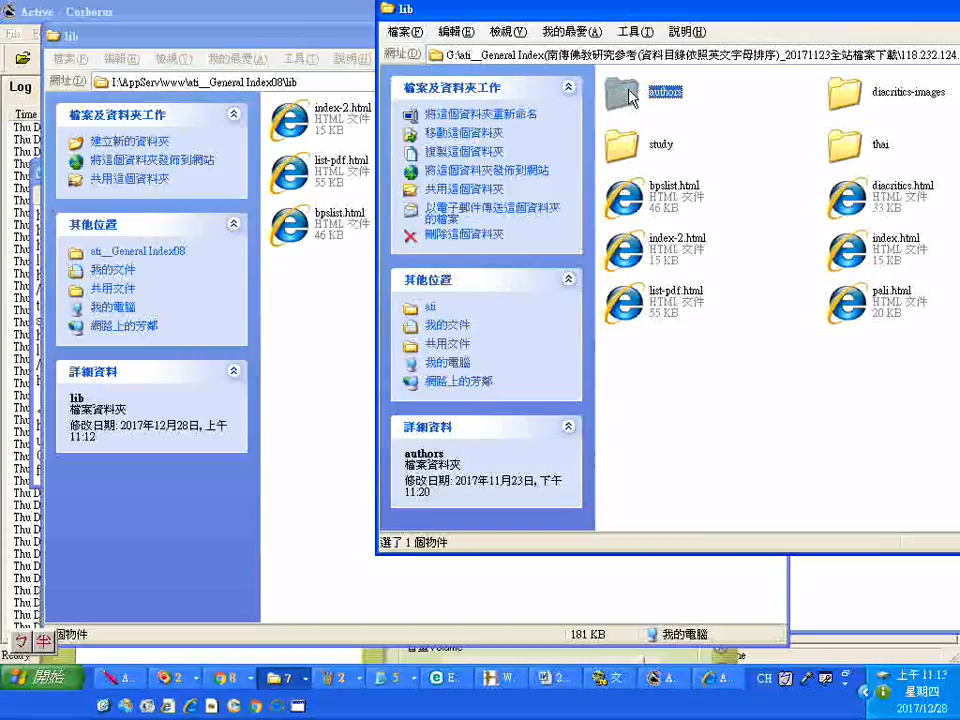 Active - Corberus
lib
檔案(F) 編輯(E) 檢視(V) 我的最愛(A) 工具(T) 說明(H)
網址(D) I:\AppServ\www\ati__General Index08\lib
Log
Time
檔案及資料夾工作
建立新的資料夾
將這個資料夾發佈到網站
共用這個資料夾
其他位置
ati__General Index08
我的文件
共用文件
我的電腦
網路上的芳鄰
詳細資料
lib
檔案資料夾
修改日期: 2017年12月28日, 上午
11:12
index-2.html
HTML 文件
15 KB
list-pdf.html
HTML 文件
55 KB
bpslist.html
HTML 文件
46 KB
個物件
181 KB
我的電腦
lib
檔案(F) 編輯(E) 檢視(V) 我的最愛(A) 工具(T) 說明(H)
網址(D) G:\ati__General Index(南傳佛教研究參考(資料目錄依照英文字母排序)_20171123全站檔案下載\118.232.124.
檔案及資料夾工作
將這個資料夾重新命名
移動這個資料夾
複製這個資料夾
將這個資料夾發佈到網站
共用這個資料夾
以電子郵件傳送這個資料夾
的檔案
刪除這個資料夾
其他位置
ati
我的文件
共用文件
我的電腦
網路上的芳鄰
詳細資料
authors
檔案資料夾
修改日期: 2017年11月23日, 下午
11:20
authors
diacritics-images
study
thai
bpslist.html
HTML 文件
46 KB
diacritics.html
HTML 文件
33 KB
index-2.html
HTML 文件
15 KB
index.html
HTML 文件
15 KB
list-pdf.html
HTML 文件
55 KB
pali.html
HTML 文件
20 KB
選了 1 個物件
ㄅ 半
開始
CH
上午 11:13
星期四
2017/12/28